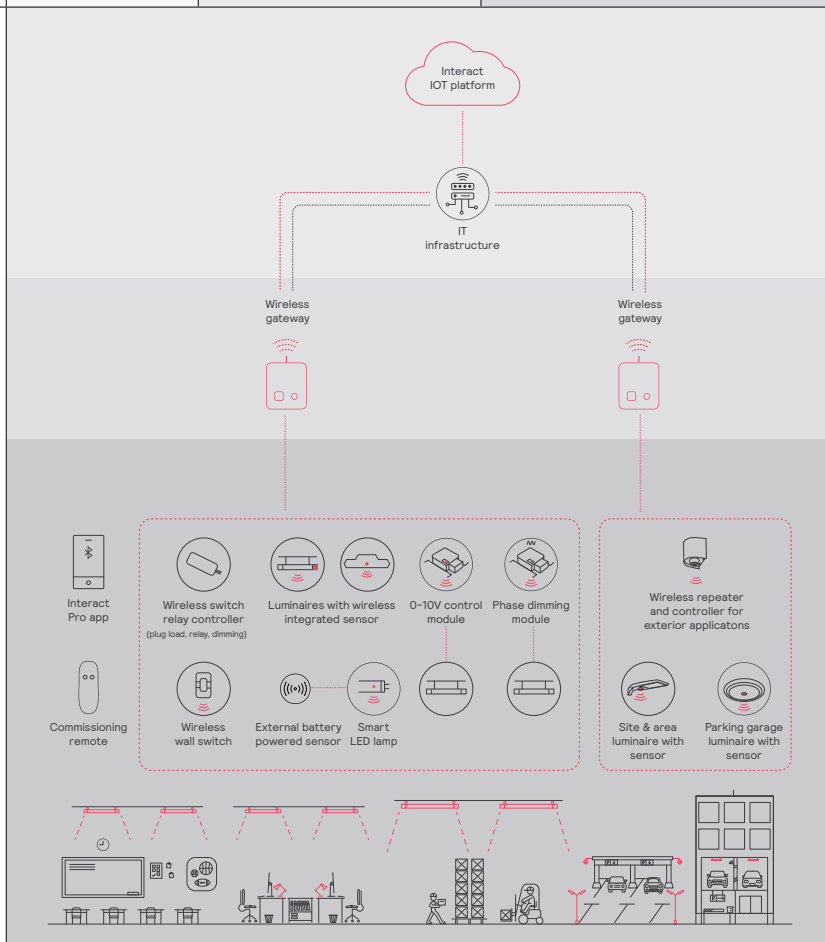 Interact
IOT platform
IT
infrastructure
Wireless
gateway
Wireless
gateway
Interact
Pro app
Wireless switch
relay controller
(plug load, relay, dimming)
Luminaires with wireless
integrated sensor
0–10V control
module
Phase dimming
module
Wireless repeater
and controller for
exterior applicatons
Commissioning
remote
Wireless
wall switch
External battery
powered sensor
Smart
LED lamp
Site & area
luminaire with
sensor
Parking garage
luminaire with
sensor